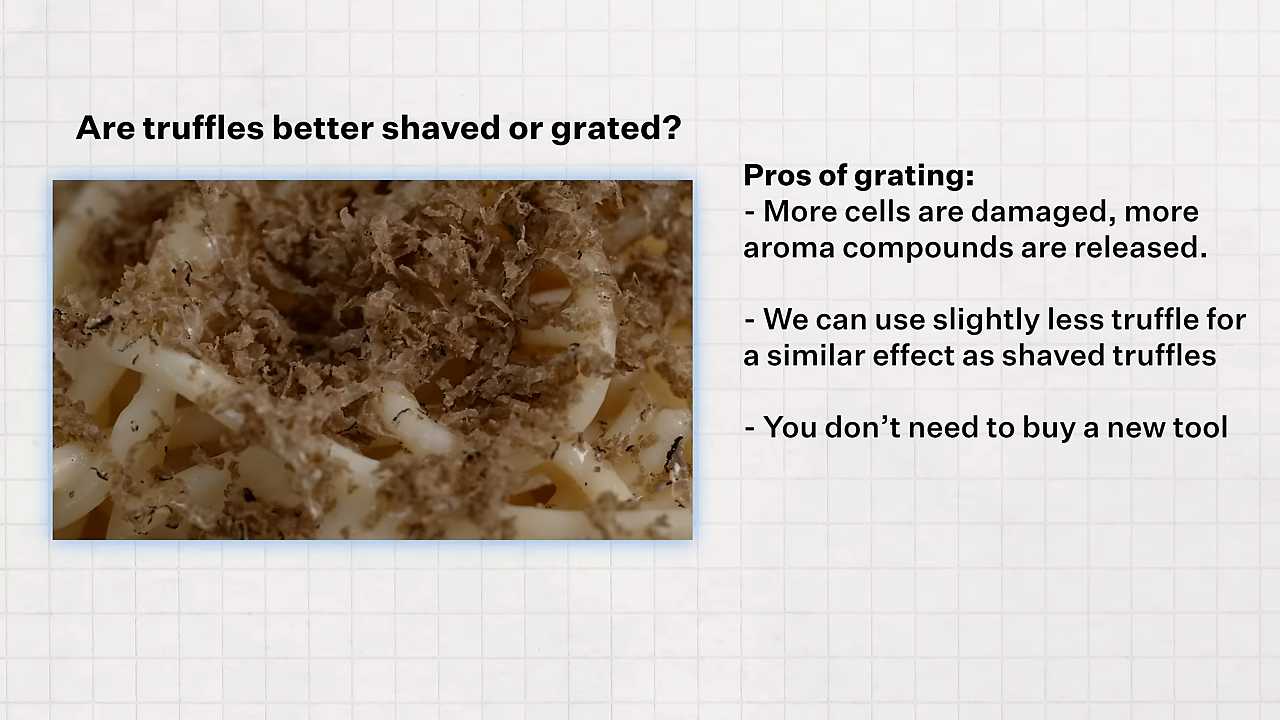 Are truffles better shaved or grated?
Pros of grating:
- More cells are damaged, more
aroma compounds are released.
- We can use slightly less truffle for
a similar effect as shaved truffles
- You don’t need to buy a new tool